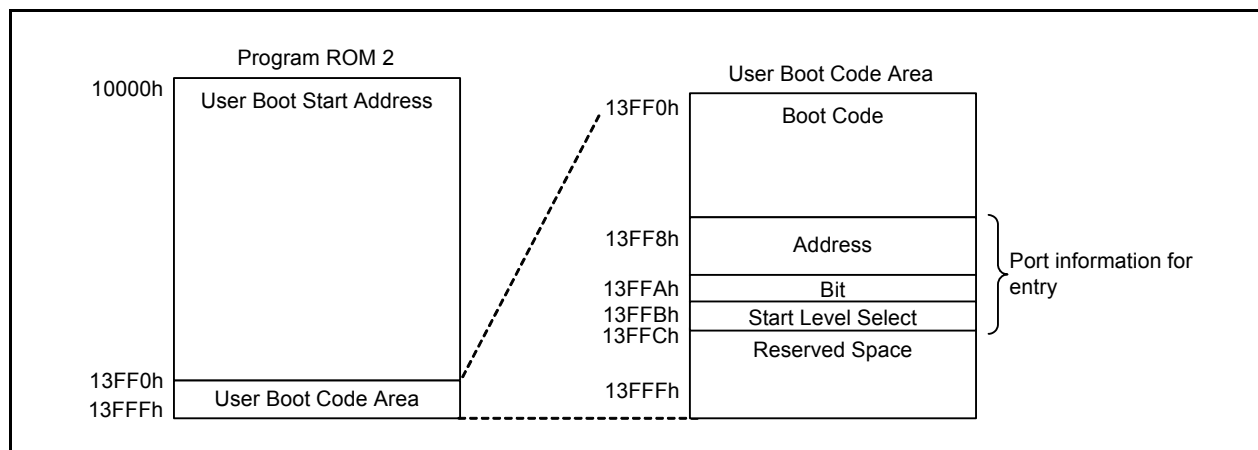 Program ROM 2
10000h
User Boot Start Address
13FF0h
User Boot Code Area
13FFFh
User Boot Code Area
13FF0h
Boot Code
13FF8h
Address
13FFAh
Bit
13FFBh
Start Level Select
13FFCh
Reserved Space
13FFFh
Port information for
entry